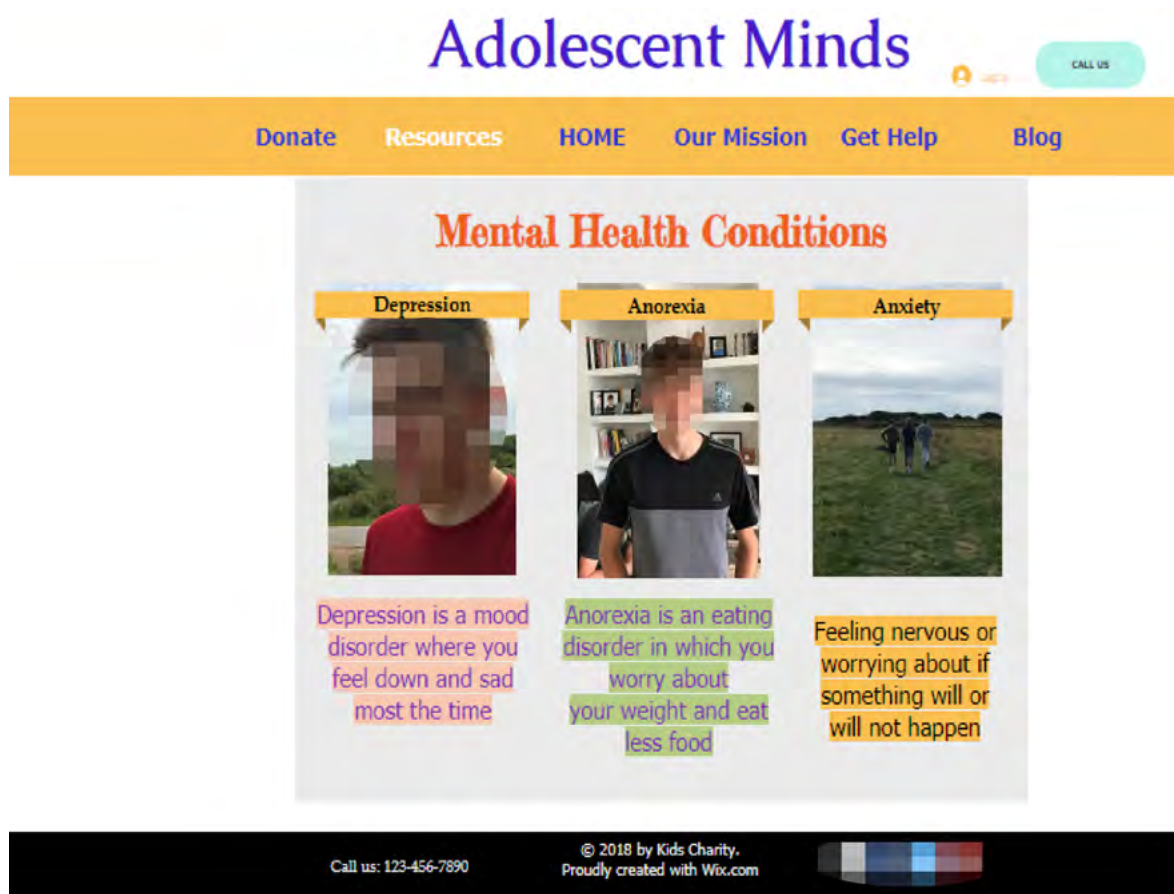 Adolescent Minds
CALL US
Donate Resources HOME Our Mission Get Help Blog
Mental Health Conditions
Depression
Anorexia
Anxiety
Depression is a mood
disorder where you
feel down and sad
most the time
Anorexia is an eating
disorder in which you
worry about
your weight and eat
less food
Feeling nervous or
worrying about if
something will or
will not happen
Call us: 123-456-7890
© 2018 by Kids Charity.
Proudly created with Wix.com